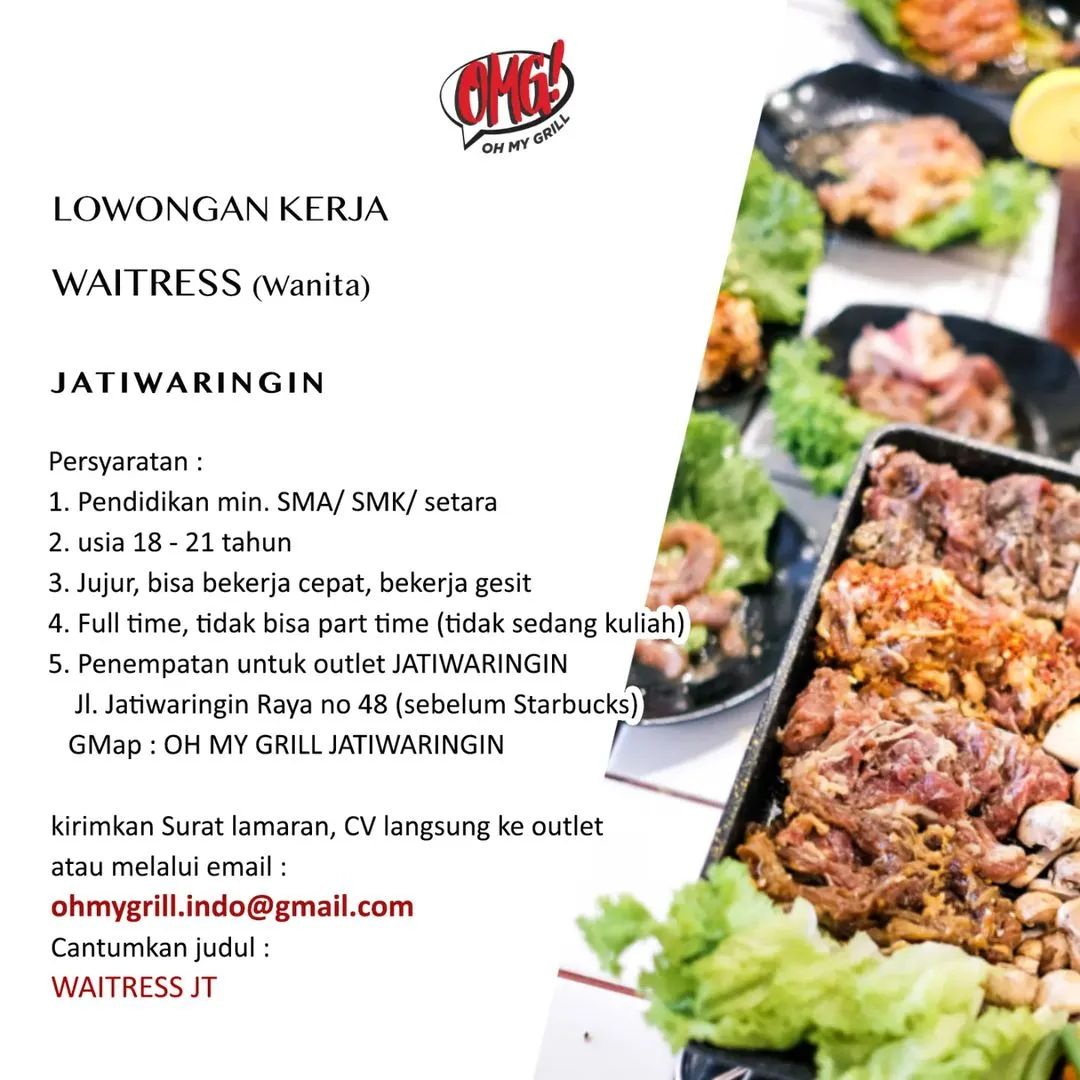 OMG!
OH MY GRILL
LOWONGAN KERJA
WAITRESS (Wanita)
JATIWARINGIN
Persyaratan :
1. Pendidikan min. SMA/ SMK/ setara
2. usia 18 - 21 tahun
3. Jujur, bisa bekerja cepat, bekerja gesit
4. Full time, tidak bisa part time (tidak sedang kuliah)
5. Penempatan untuk outlet JATIWARINGIN
Jl. Jatiwaringin Raya no 48 (sebelum Starbucks)
GMap : OH MY GRILL JATIWARINGIN
kirimkan Surat lamaran, CV langsung ke outlet
atau melalui email :
ohmygrill.indo@gmail.com
Cantumkan judul :
WAITRESS JT